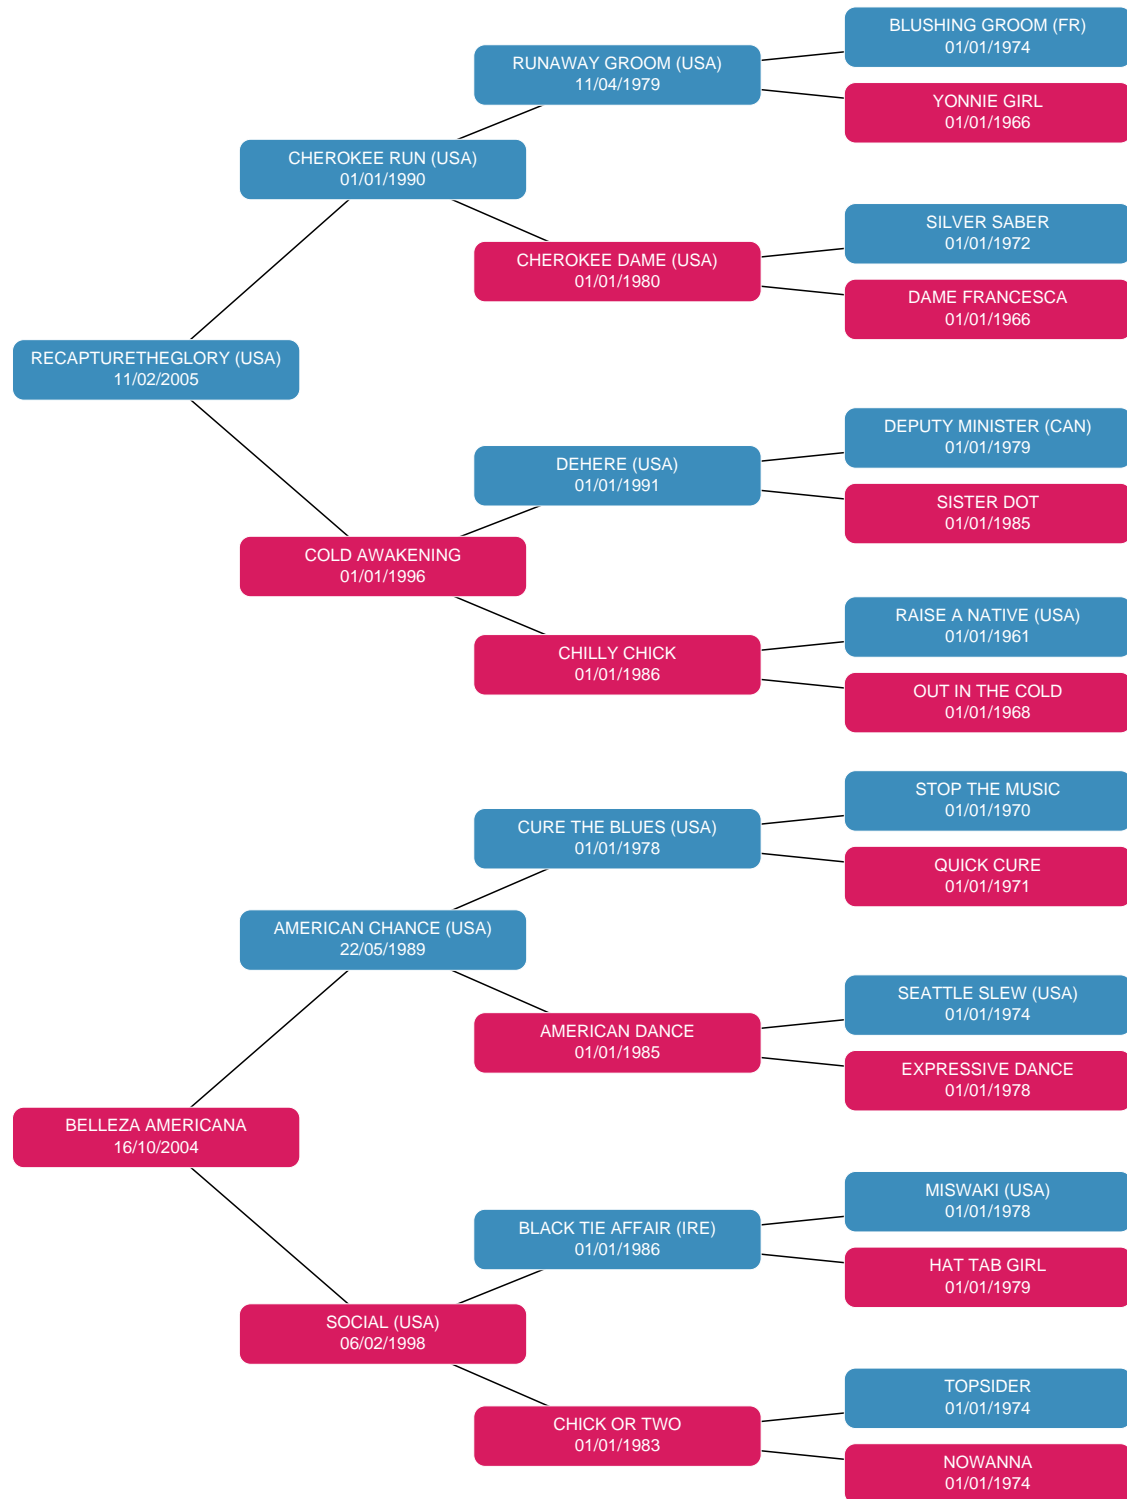 BLUSHING GROOM (FR)
01/01/1974
RUNAWAY GROOM (USA)
11/04/1979
YONNIE GIRL
01/01/1966
CHEROKEE RUN (USA)
01/01/1990
SILVER SABER
01/01/1972
CHEROKEE DAME (USA)
01/01/1980
DAME FRANCESCA
01/01/1966
RECAPTURETHEGLORY (USA)
11/02/2005
DEPUTY MINISTER (CAN)
01/01/1979
DEHERE (USA)
01/01/1991
SISTER DOT
01/01/1985
COLD AWAKENING
01/01/1996
RAISE A NATIVE (USA)
01/01/1961
CHILLY CHICK
01/01/1986
OUT IN THE COLD
01/01/1968
STOP THE MUSIC
01/01/1970
CURE THE BLUES (USA)
01/01/1978
QUICK CURE
01/01/1971
AMERICAN CHANCE (USA)
22/05/1989
SEATTLE SLEW (USA)
01/01/1974
AMERICAN DANCE
01/01/1985
EXPRESSIVE DANCE
01/01/1978
BELLEZA AMERICANA
16/10/2004
MISWAKI (USA)
01/01/1978
BLACK TIE AFFAIR (IRE)
01/01/1986
HAT TAB GIRL
01/01/1979
SOCIAL (USA)
06/02/1998
TOPSIDER
01/01/1974
CHICK OR TWO
01/01/1983
NOWANNA
01/01/1974